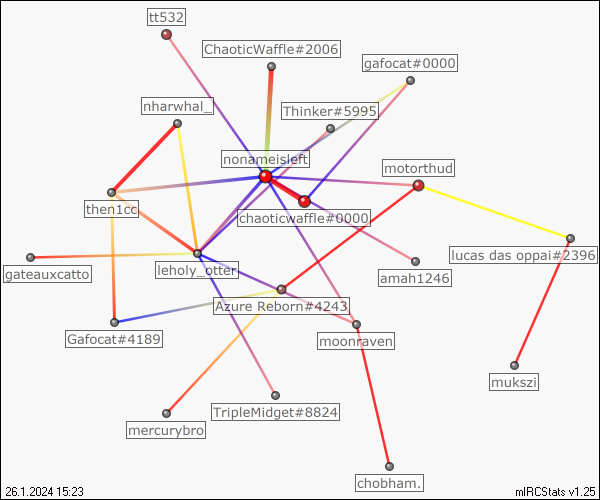 tt532
ChaoticWaffle#2006
gafocat#0000
nharwhal_
Thinker#5995
nonameisleft
motorthud
then1cc
chaoticwaffle#0000
lucas das oppai#2396
gateauxcatto
leholy_otter
amah1246
Azure Reborn#4243
Gafocat#4189
moonraven
mukszi
mercurybro
TripleMidget#8824
chobham.
26.1.2024 15:23
mIRCStats v1.25